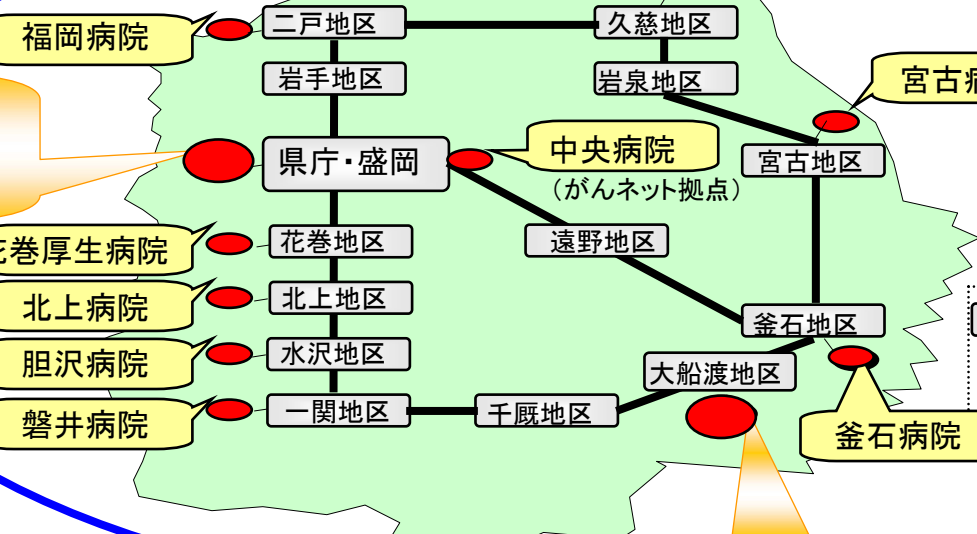 福岡病院
二戸地区
久慈地区
岩手地区
岩泉地区
宮古病
県庁・盛岡
中央病院
（がんネット拠点）
宮古地区
花巻厚生病院
花巻地区
遠野地区
北上病院
北上地区
釜石地区
胆沢病院
水沢地区
大船渡地区
磐井病院
一関地区
千厩地区
釜石病院